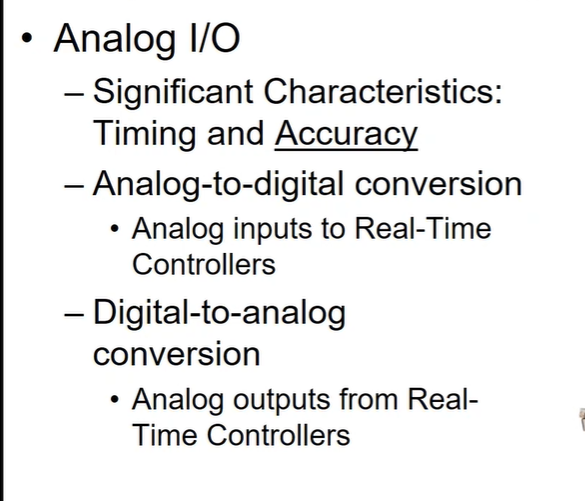 • Analog I/O
– Significant Characteristics:
Timing and Accuracy
– Analog-to-digital conversion
• Analog inputs to Real-Time
Controllers
– Digital-to-analog
conversion
• Analog outputs from Real-
Time Controllers